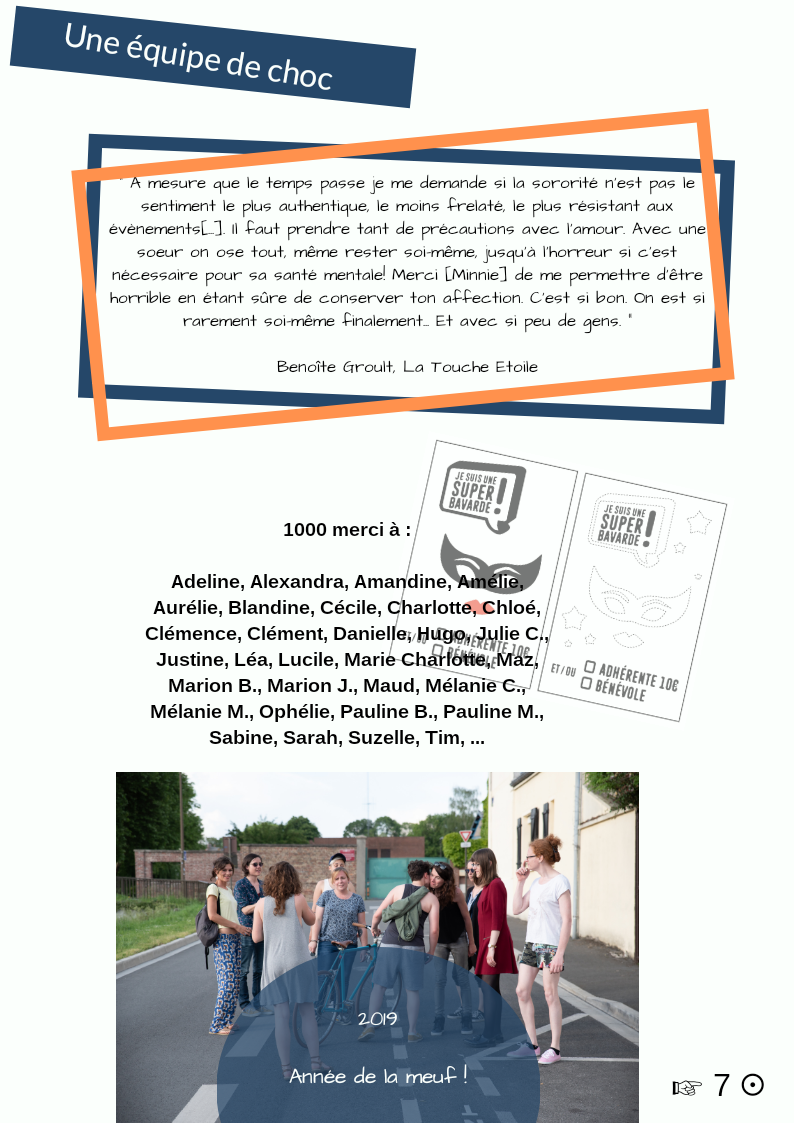 Une équipe de choc
" A mesure que le temps passe je me demande si la sororité n'est pas le
sentiment le plus authentique, le moins frelaté, le plus résistant aux
évènements[...]. Il faut prendre tant de précautions avec l'amour. Avec une
soeur on ose tout, même rester soi-même, jusqu'à l'horreur si c'est
nécessaire pour sa santé mentale! Merci [Minnie] de me permettre d'être
horrible en étant sûre de conserver ton affection. C'est si bon. On est si
rarement soi-même finalement... Et avec si peu de gens. "
Benoîte Groult, La Touche Etoile
JE SUIS UNE
SUPER
BAVARDE !
ET/OU
ADHÉRENTE 10€
BÉNÉVOLE
JE SUIS UNE
SUPER
BAVARDE !
ET/OU
ADHÉRENTE 10€
BÉNÉVOLE
1000 merci à :
Adeline, Alexandra, Amandine, Amélie,
Aurélie, Blandine, Cécile, Charlotte, Chloé,
Clémence, Clément, Danielle, Hugo, Julie C.,
Justine, Léa, Lucile, Marie Charlotte, Maz,
Marion B., Marion J., Maud, Mélanie C.,
Mélanie M., Ophélie, Pauline B., Pauline M.,
Sabine, Sarah, Suzelle, Tim, ...
2019
Année de la meuf !
☞ 7 ⊙